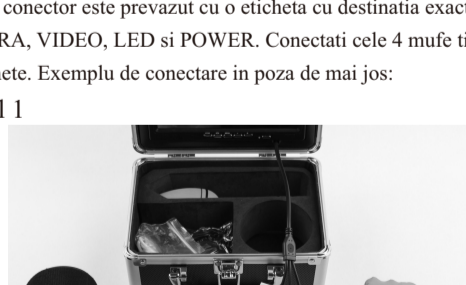 conector este prevazut cu o eticheta cu destinatia exact
RA, VIDEO, LED si POWER. Conectati cele 4 mufe ti
ete. Exemplu de conectare in poza de mai jos:
11